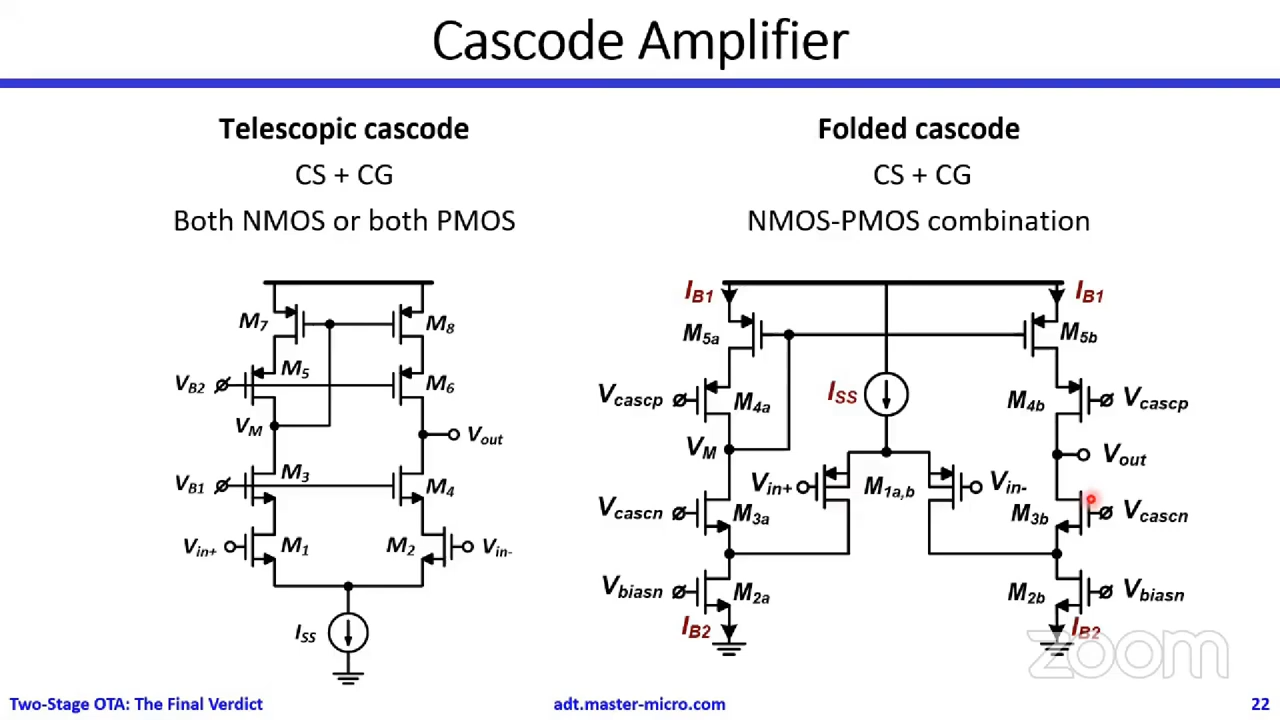 Cascode Amplifier
Telescopic cascode
CS + CG
Both NMOS or both PMOS
M7
M8
M5
VB2
M6
VM
Vout
M3
VB1
M4
Vin+
M1
M2
Vin-
ISS
Folded cascode
CS + CG
NMOS-PMOS combination
IB1
IB1
M5a
M5b
ISS
Vcascp
M4a
M4b
Vcascp
VM
Vout
Vin+
M1a,b
Vin-
Vcascn
M3a
M3b
Vcascn
Vbiasn
M2a
M2b
Vbiasn
IB2
IB2
zoom
Two-Stage OTA: The Final Verdict
adt.master-micro.com
22